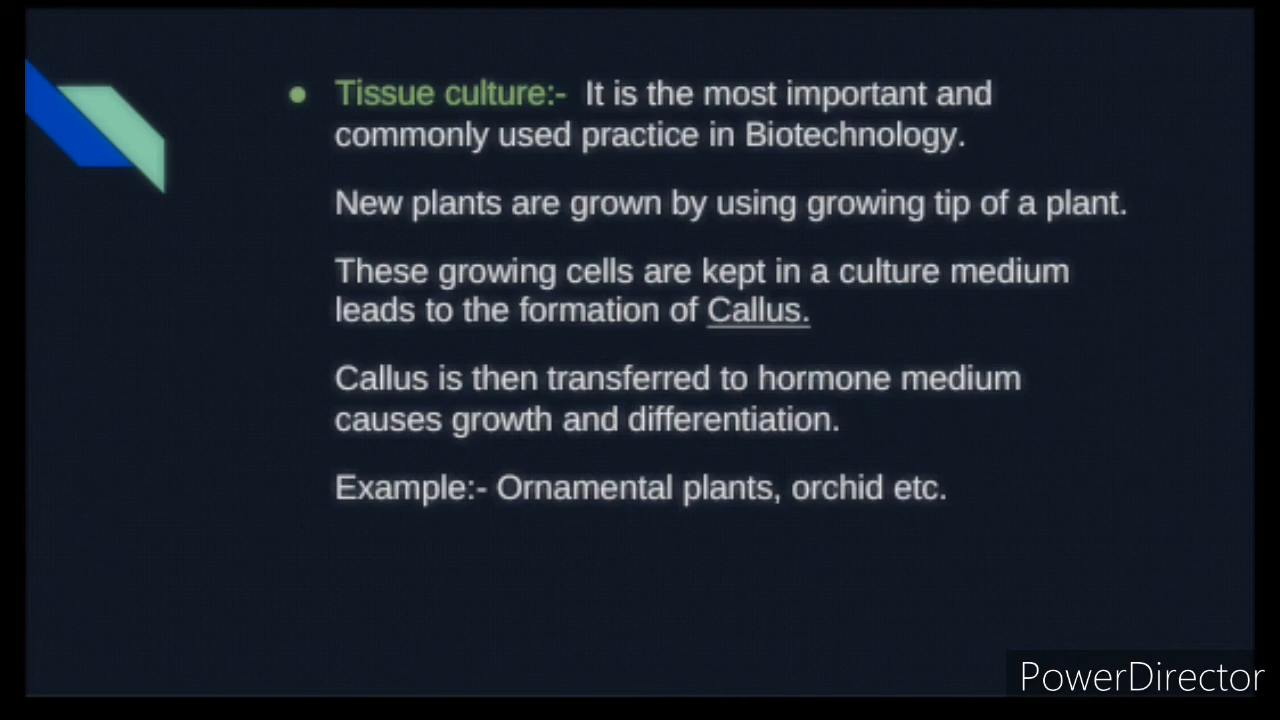 Tissue culture:- It is the most important and
commonly used practice in Biotechnology.
New plants are grown by using growing tip of a plant.
These growing cells are kept in a culture medium
leads to the formation of Callus.
Callus is then transferred to hormone medium
causes growth and differentiation.
Example:- Ornamental plants, orchid etc.
PowerDirector